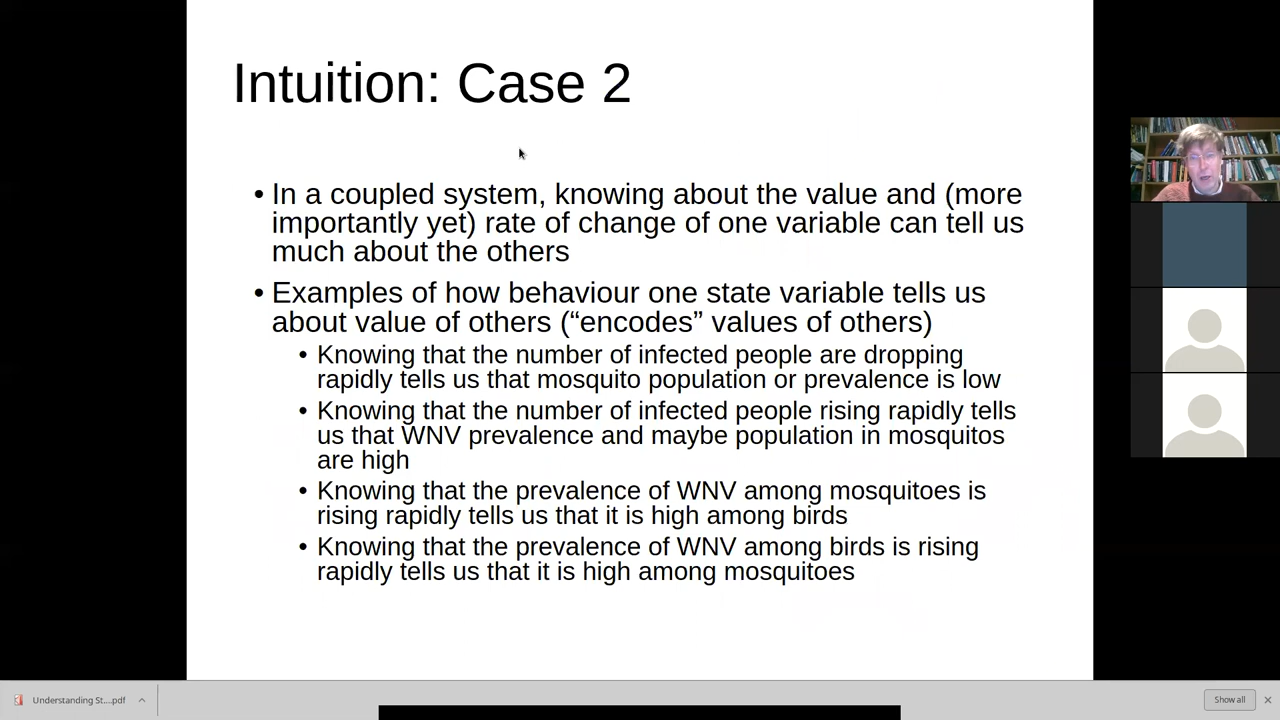 Intuition: Case 2
• In a coupled system, knowing about the value and (more
importantly yet) rate of change of one variable can tell us
much about the others
• Examples of how behaviour one state variable tells us
about value of others (“encodes” values of others)
• Knowing that the number of infected people are dropping
rapidly tells us that mosquito population or prevalence is low
• Knowing that the number of infected people rising rapidly tells
us that WNV prevalence and maybe population in mosquitos
are high
• Knowing that the prevalence of WNV among mosquitoes is
rising rapidly tells us that it is high among birds
• Knowing that the prevalence of WNV among birds is rising
rapidly tells us that it is high among mosquitoes
Understanding St....pdf
Show all